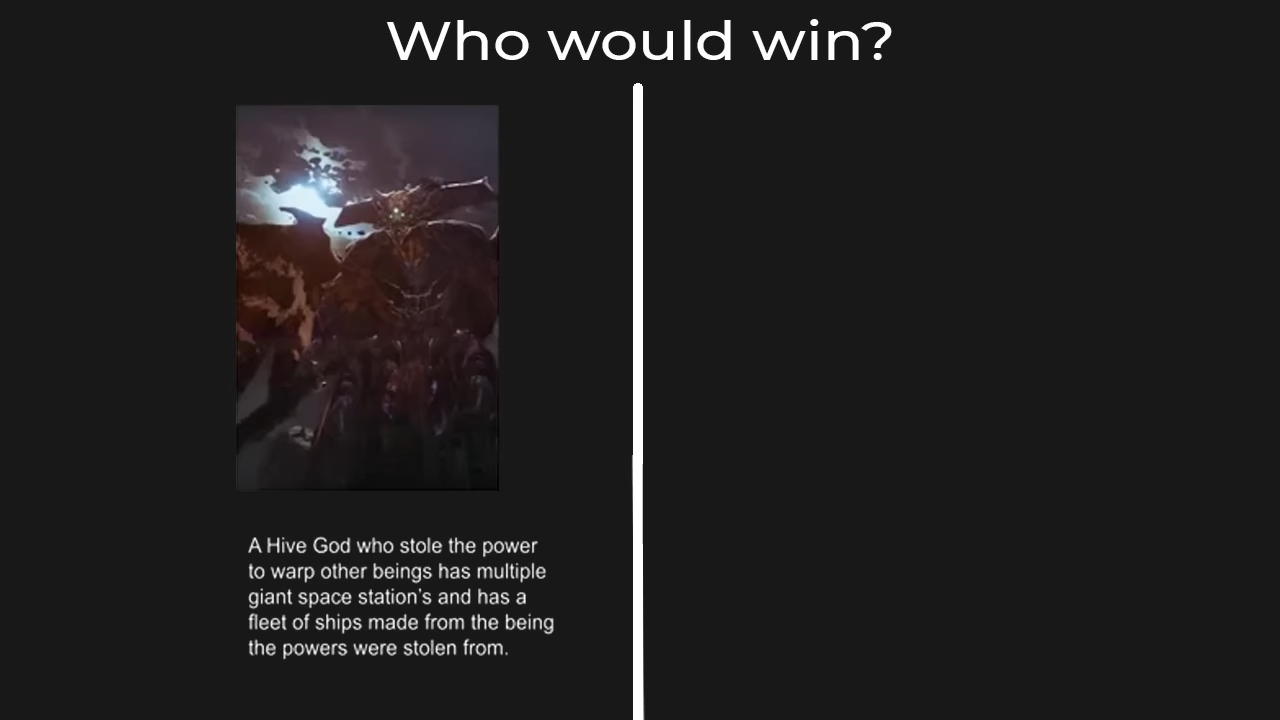 Who would win?
A Hive God who stole the power
to warp other beings has multiple
giant space station's and has a
fleet of ships made from the being
the powers were stolen from.